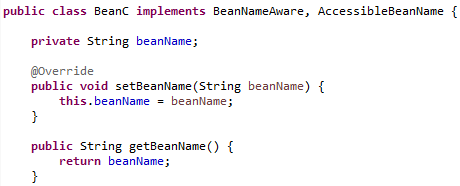 public class BeanC implements BeanNameAware, AccessibleBeanName {
private String beanName;
@Override
public void setBeanName(String beanName) {
this.beanName = beanName;
}
public String getBeanName() {
return beanName;
}